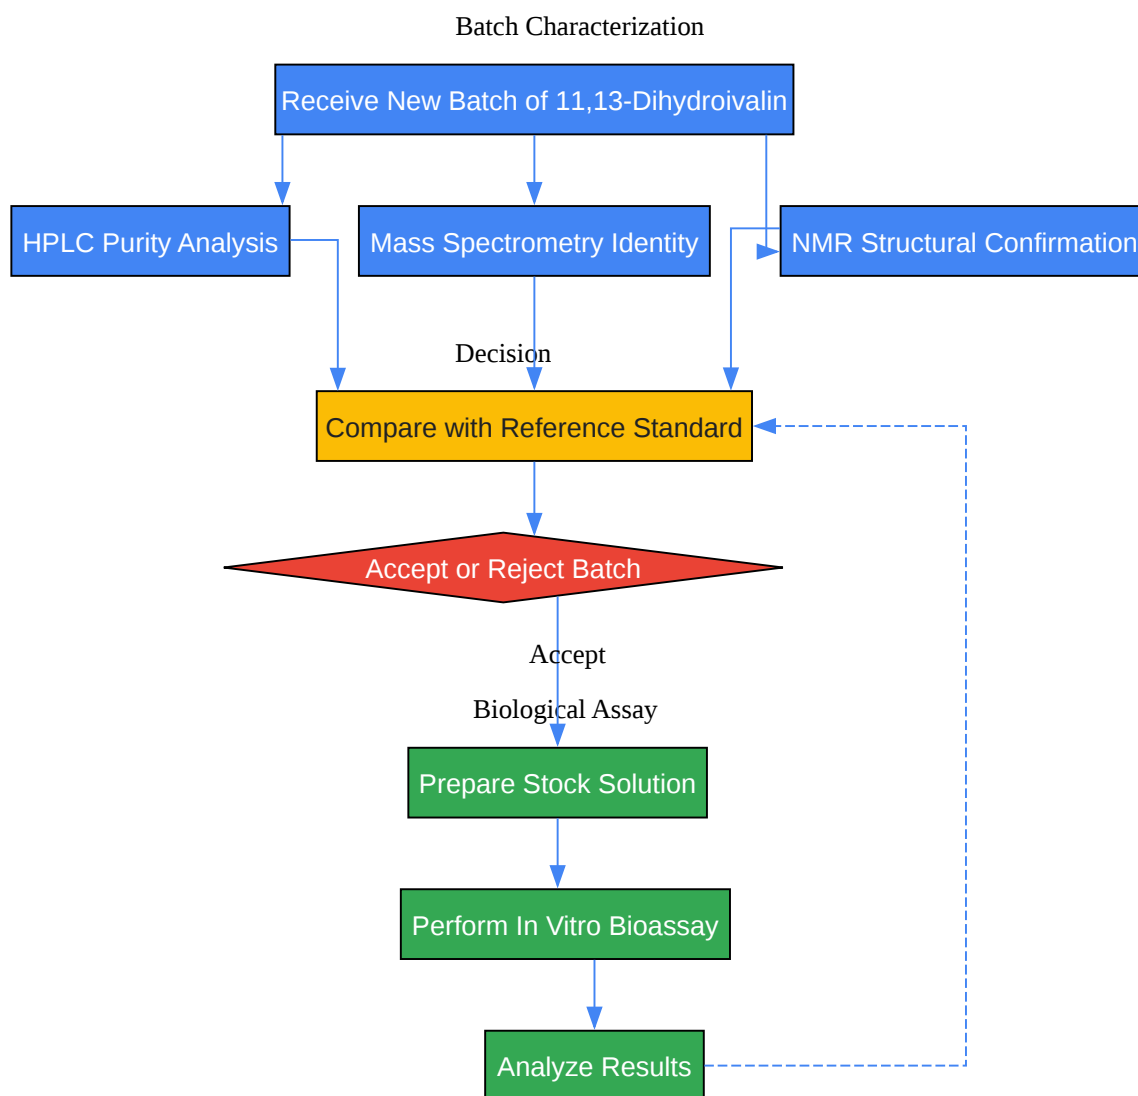 Batch Characterization
Receive New Batch of 11,13-Dihydroivalin
HPLC Purity Analysis
Mass Spectrometry Identity
NMR Structural Confirmation
Decision
Compare with Reference Standard
Accept or Reject Batch
Accept
Biological Assay
Prepare Stock Solution
Perform In Vitro Bioassay
Analyze Results